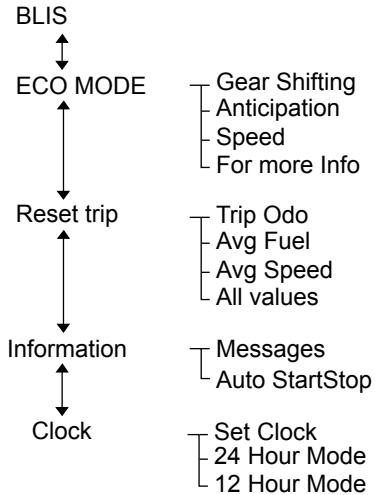 BLIS
ECO MODE
Gear Shifting
Anticipation
Speed
For more Info
Reset trip
Trip Odo
Avg Fuel
Avg Speed
All values
Information
Messages
Auto StartStop
Clock
Set Clock
24 Hour Mode
12 Hour Mode